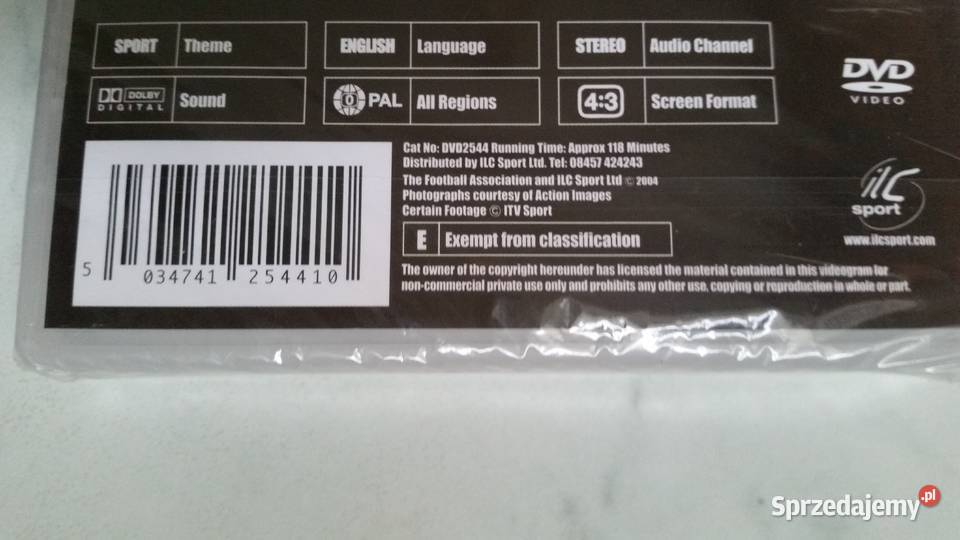 SPORT Theme
ENGLISH Language
STEREO Audio Channel
DOLBY DIGITAL Sound
0 PAL All Regions
4:3 Screen Format
DVD
VIDEO
Cat No: DVD2544 Running Time: Approx 118 Minutes
Distributed by ILC Sport Ltd. Tel: 08457 424243
The Football Association and ILC Sport Ltd © 2004
Photographs courtesy of Action Images
Certain Footage © ITV Sport
E Exempt from classification
The owner of the copyright hereunder has licensed the material contained in this videogram for
non-commercial private use only and prohibits any other use, copying or reproduction in whole or part.
ilc
sport
www.ilcsport.com
5 034741 254410
Sprzedajemy.pl